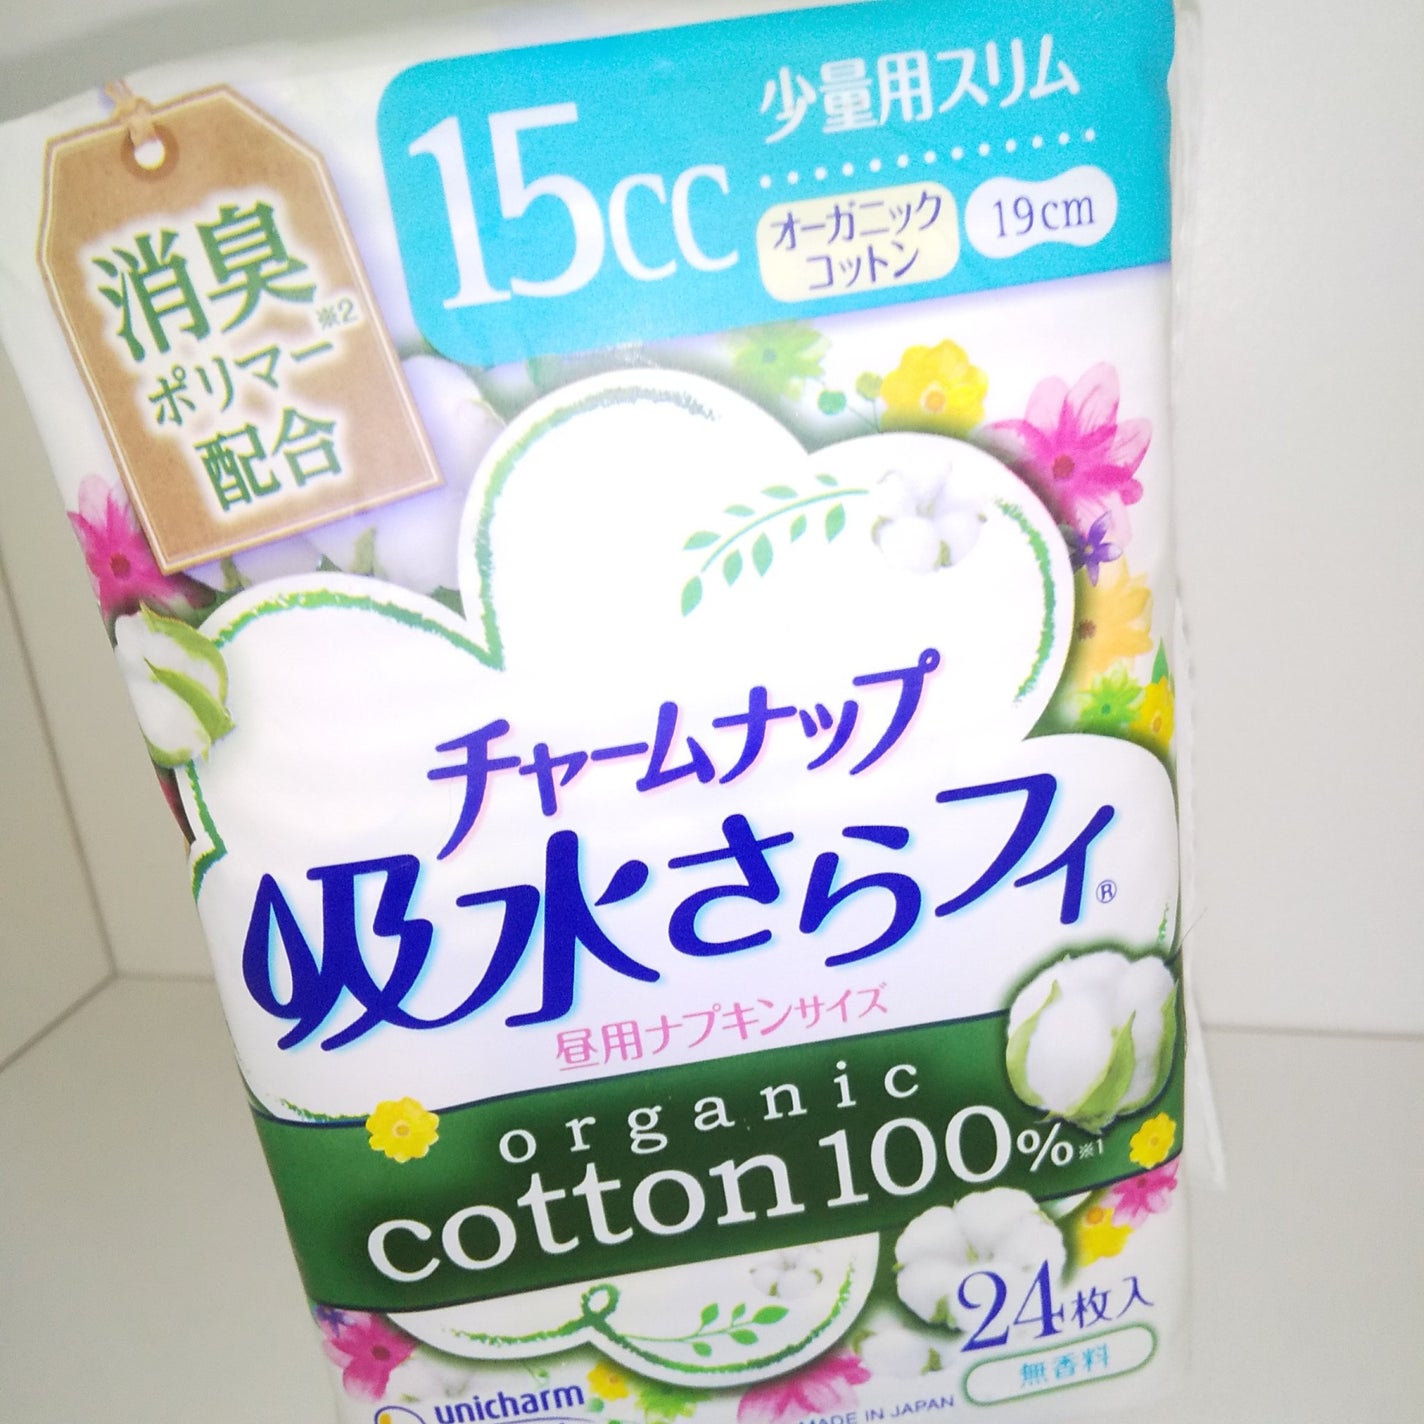 15cc
少量用スリム
オーガニック
コットン
19cm
消臭
ポリマー※2
配合
チャームナップ
吸水さらフィ®
昼用ナプキンサイズ
organic
cotton100%※1
24枚入
無香料
unicharm
MADE IN JAPAN